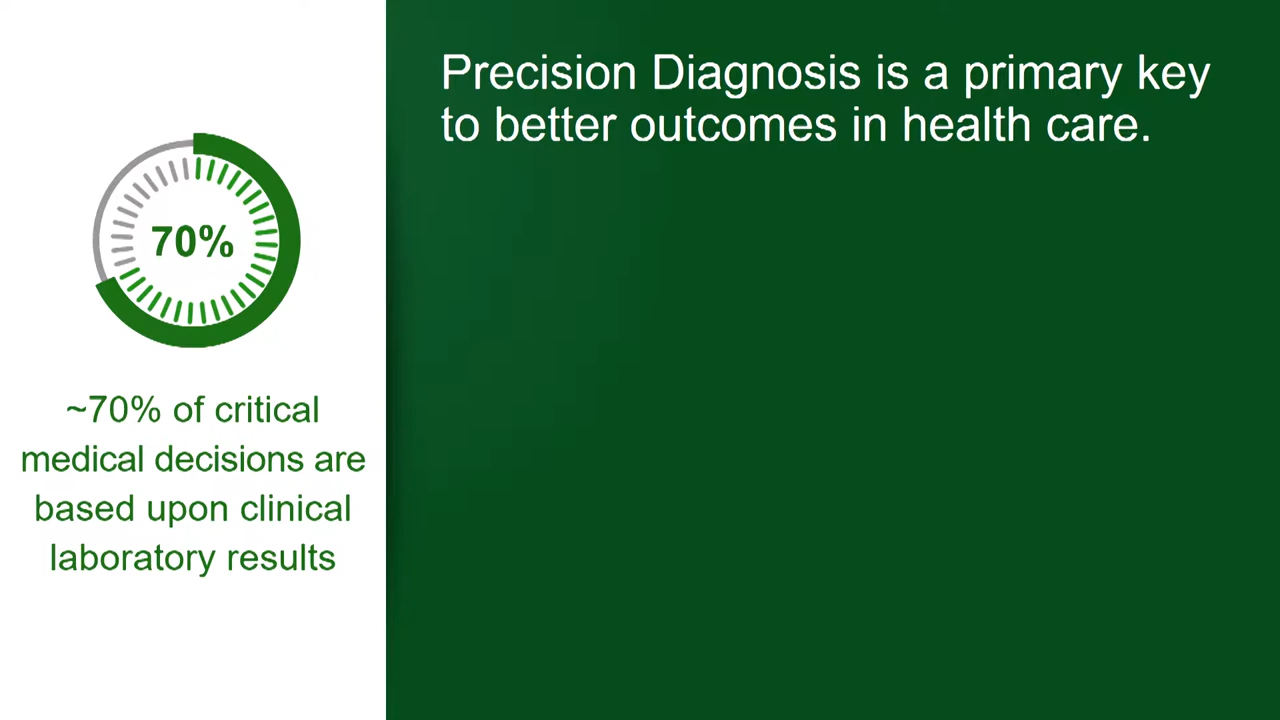 70%
~70% of critical
medical decisions are
based upon clinical
laboratory results
Precision Diagnosis is a primary key
to better outcomes in health care.